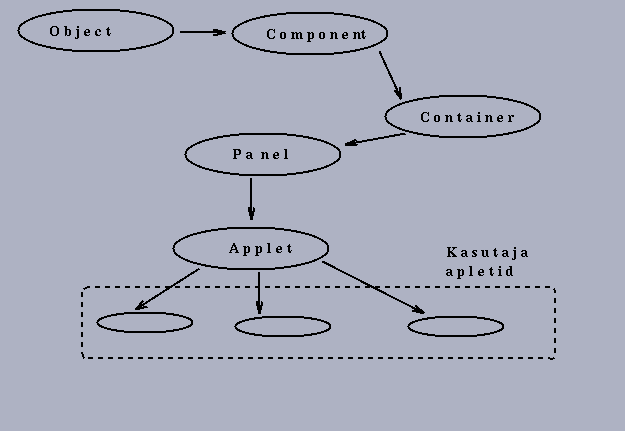 Object
Component
Container
Panel
Applet
Kasutaja
apletid